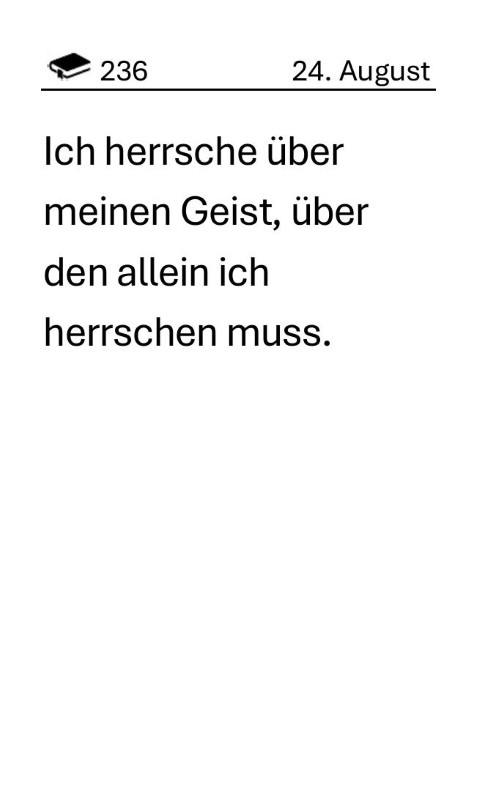 236 24. August
Ich herrsche über
meinen Geist, über
den allein ich
herrschen muss.